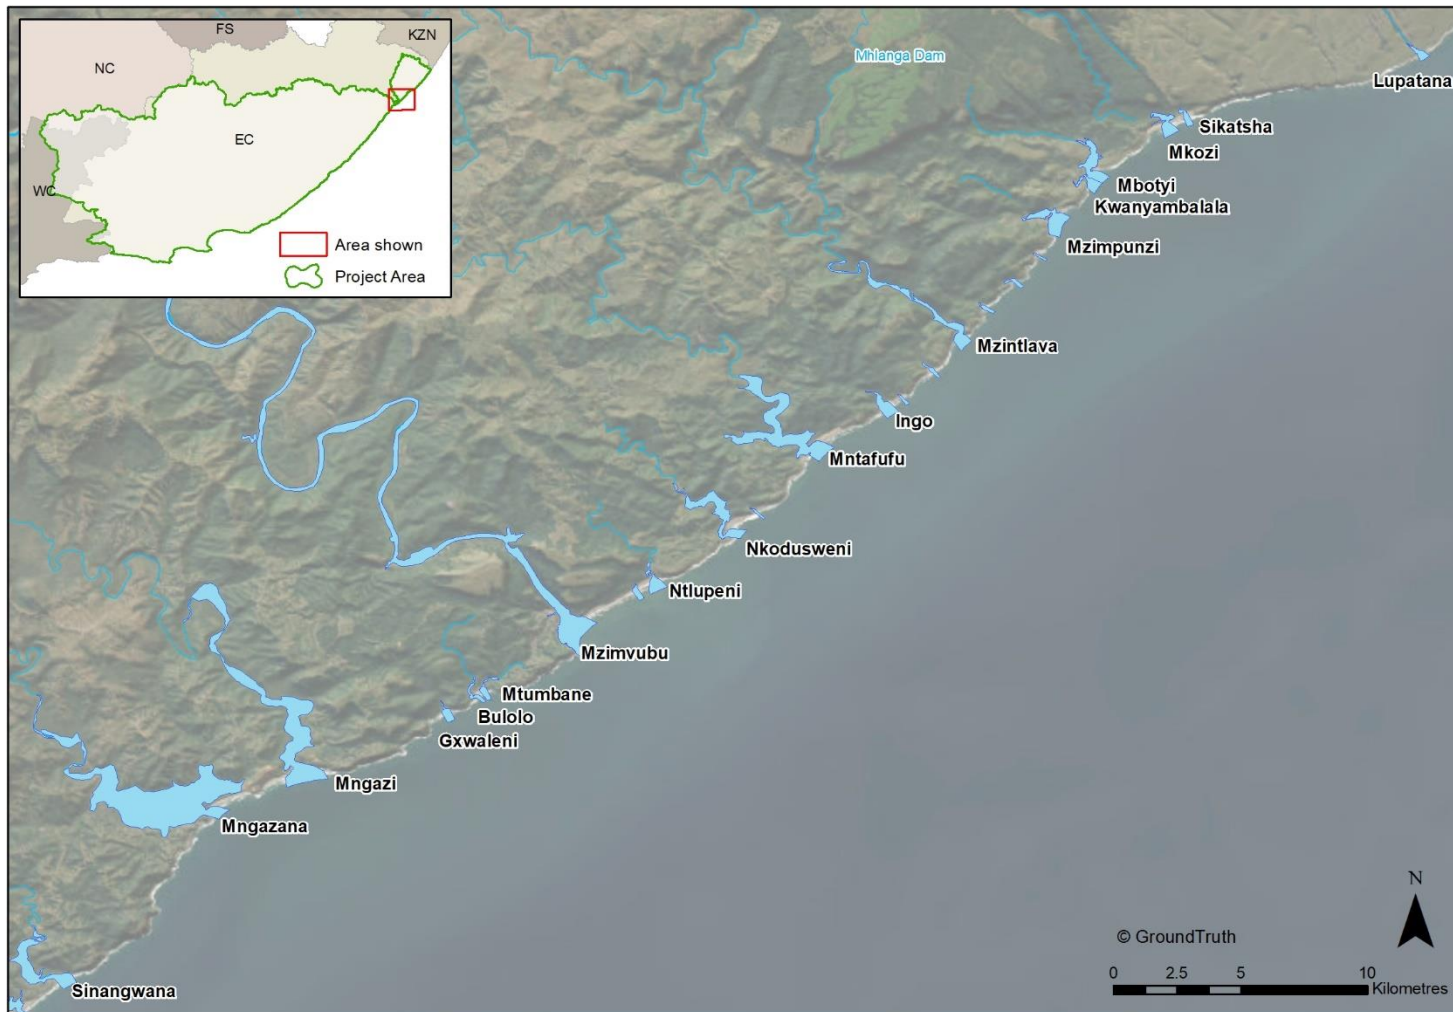 FS
KZN
NC
EC
WC
Area shown
Project Area
Mhlanga Dam
Lupatana
Sikatsha
Mkozi
Mbotyi
Kwanyambalala
Mzimpunzi
Mzintlava
Ingo
Mntafufu
Nkodusweni
Ntlupeni
Mzimvubu
Mtumbane
Bulolo
Gxwaleni
Mngazi
Mngazana
Sinangwana
N
© GroundTruth
0 2.5 5 10
Kilometres